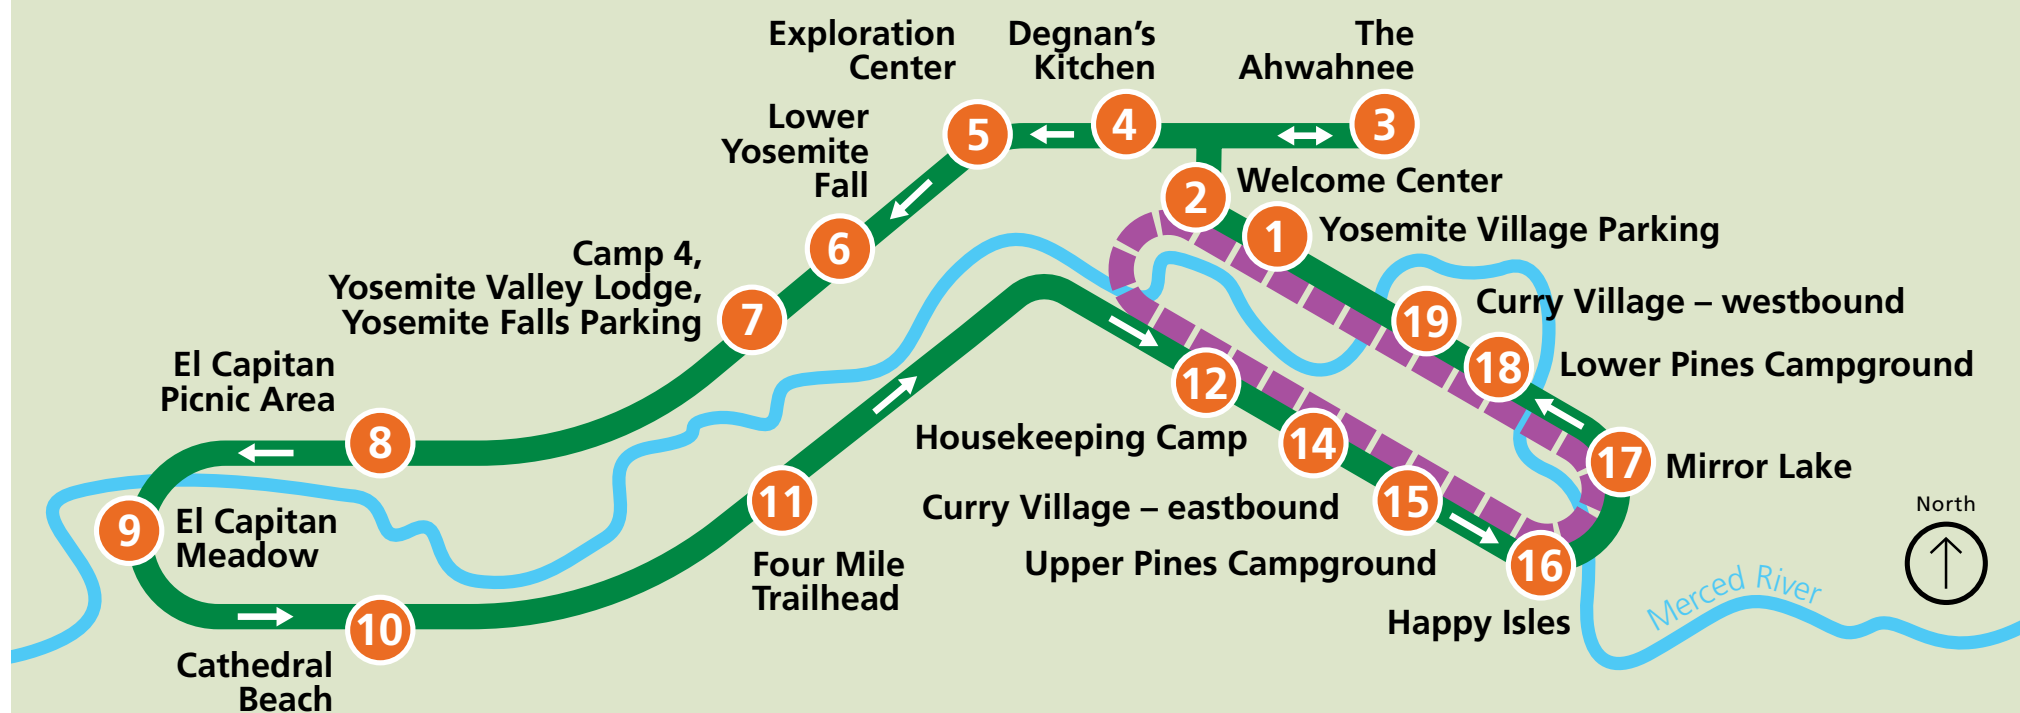 Exploration
Center
Degnan’s
Kitchen
The
Ahwahnee
5
4
3
Lower
Yosemite
Fall
2
Welcome Center
1
Yosemite Village Parking
6
Camp 4,
Yosemite Valley Lodge,
Yosemite Falls Parking
7
19
Curry Village – westbound
18
Lower Pines Campground
El Capitan
Picnic Area
8
12
Housekeeping Camp
14
17
Mirror Lake
9
El Capitan
Meadow
11
Four Mile
Trailhead
Curry Village – eastbound
15
Upper Pines Campground
16
Happy Isles
10
Cathedral
Beach
Merced River
North